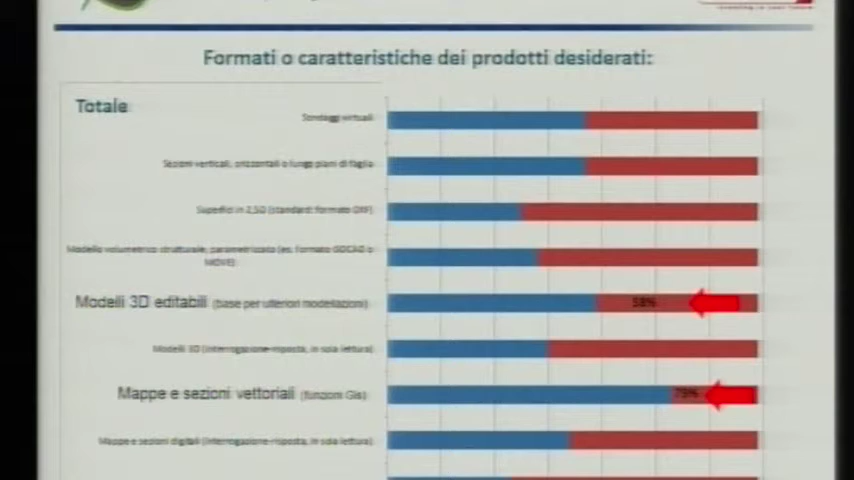 Formati o caratteristiche dei prodotti desiderati:
Totale
Sondaggi virtuali
Sezioni verticali, orizzontali o lungo piani di faglia
Superfici in 2,5D (standard: formato DXF)
Modello volumetrico strutturale, parametrizzato (es. formato GOCAD o
MOVE)
Modelli 3D editabili (base per ulteriori modellazioni)
58%
Modelli 3D (interrogazione-risposta, in sola lettura)
Mappe e sezioni vettoriali (funzioni Gis)
Mappe e sezioni digitali (interrogazione-risposta, in sola lettura)